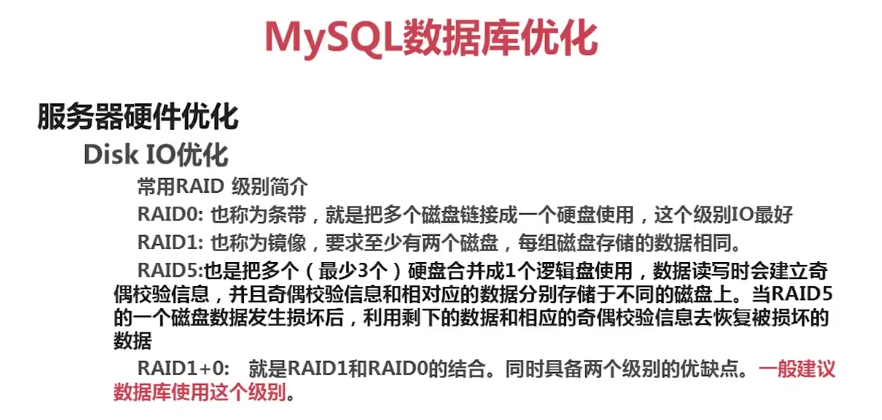 MySQL数据库优化
服务器硬件优化
Disk IO优化
常用RAID 级别简介
RAID0: 也称为条带，就是把多个磁盘链接成一个硬盘使用，这个级别IO最好
RAID1: 也称为镜像，要求至少有两个磁盘，每组磁盘存储的数据相同。
RAID5:也是把多个（最少3个）硬盘合并成1个逻辑盘使用，数据读写时会建立奇
偶校验信息，并且奇偶校验信息和相对应的数据分别存储于不同的磁盘上。当RAID5
的一个磁盘数据发生损坏后，利用剩下的数据和相应的奇偶校验信息去恢复被损坏的
数据
RAID1+0: 就是RAID1和RAID0的结合。同时具备两个级别的优缺点。一般建议
数据库使用这个级别。